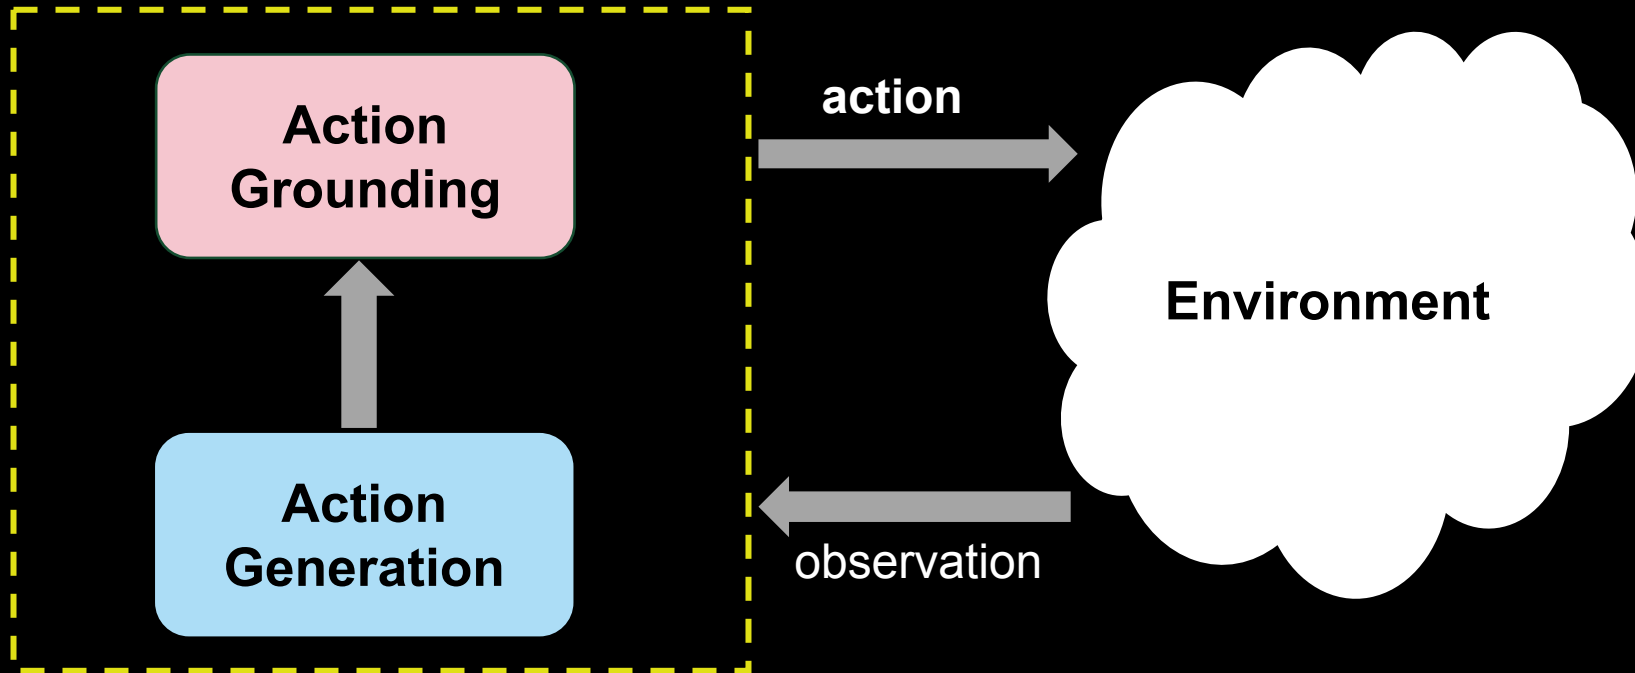 Action
Grounding
action
Environment
Action
Generation
observation